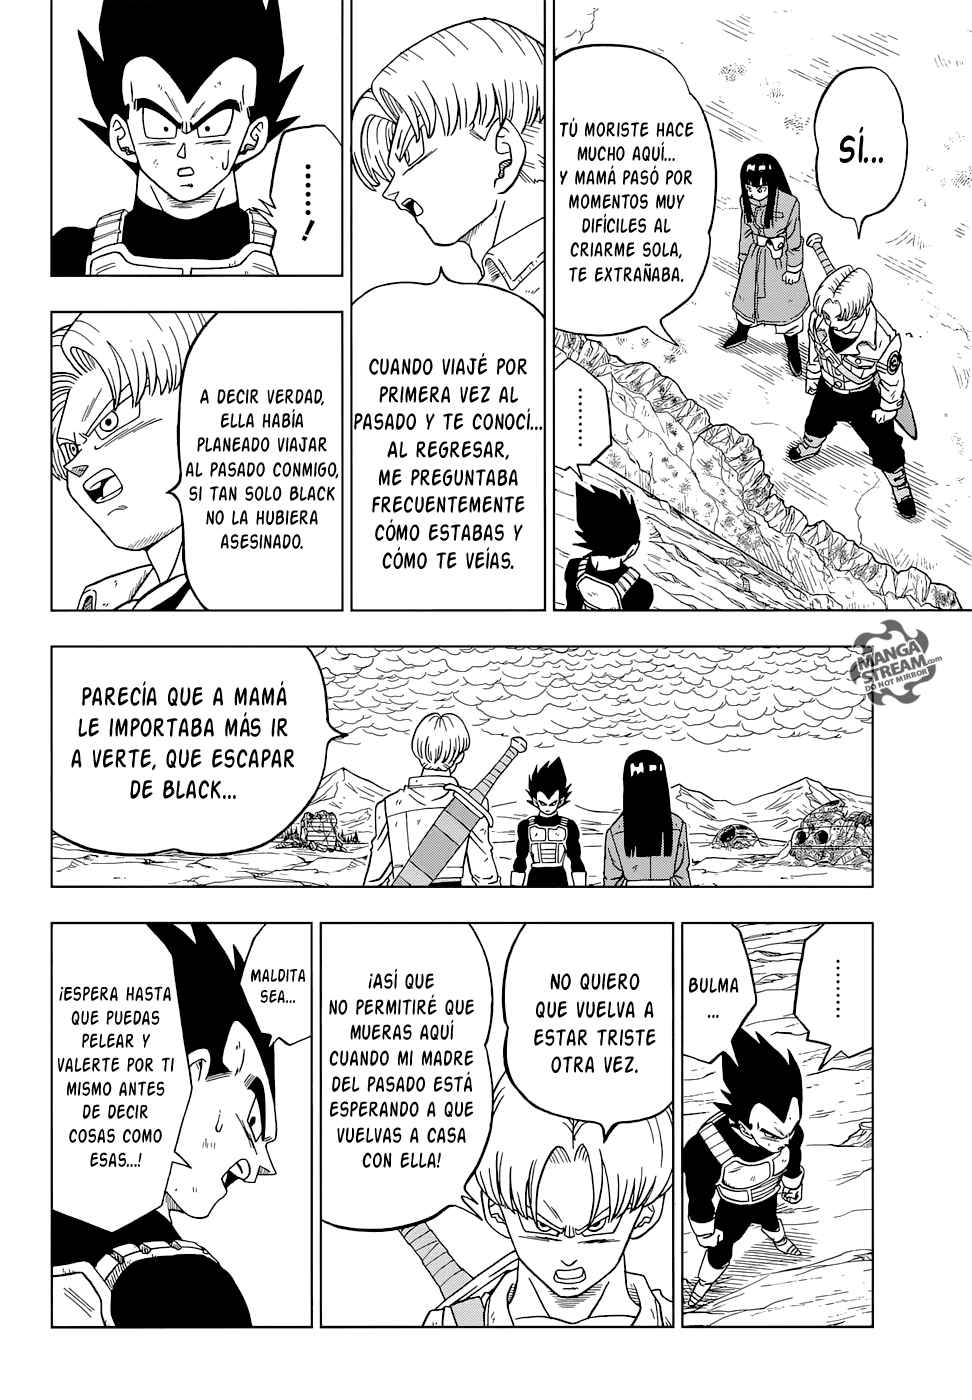 SÍ...
TÚ MORISTE HACE
MUCHO AQUÍ...
Y MAMÁ PASÓ POR
MOMENTOS MUY
DIFÍCILES AL
CRIARME SOLA,
TE EXTRAÑABA.
..........
CUANDO VIAJÉ POR
PRIMERA VEZ AL
PASADO Y TE CONOCÍ...
AL REGRESAR,
ME PREGUNTABA
FRECUENTEMENTE
CÓMO ESTABAS Y
CÓMO TE VEÍAS.
.....!
A DECIR VERDAD,
ELLA HABÍA
PLANEADO VIAJAR
AL PASADO CONMIGO,
SI TAN SOLO BLACK
NO LA HUBIERA
ASESINADO.
MANGA
STREAM.com
DO NOT MIRROR!
PARECÍA QUE A MAMÁ
LE IMPORTABA MÁS IR
A VERTE, QUE ESCAPAR
DE BLACK...
..........
BULMA
...
NO QUIERO
QUE VUELVA A
ESTAR TRISTE
OTRA VEZ.
¡ASÍ QUE
NO PERMITIRÉ QUE
MUERAS AQUÍ
CUANDO MI MADRE
DEL PASADO ESTÁ
ESPERANDO A QUE
VUELVAS A CASA
CON ELLA!
MALDITA
SEA...
¡ESPERA HASTA
QUE PUEDAS
PELEAR Y
VALERTE POR TI
MISMO ANTES
DE DECIR
COSAS COMO
ESAS...!